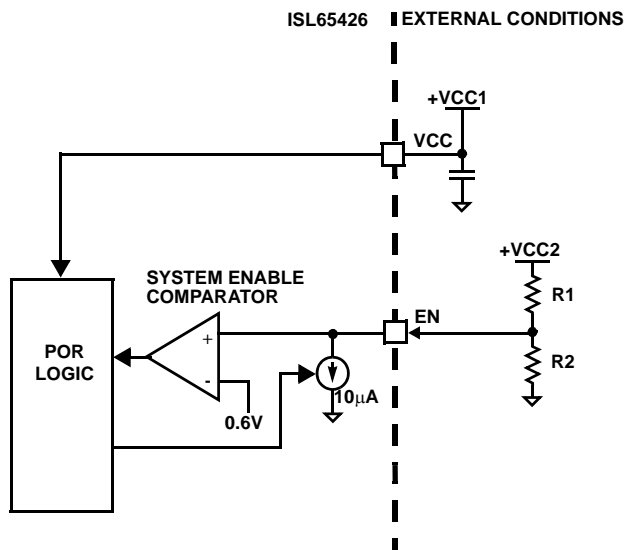 ISL65426
EXTERNAL CONDITIONS
+VCC1
VCC
+VCC2
SYSTEM ENABLE
COMPARATOR
R1
EN
+
POR
LOGIC
R2
-
10μA
0.6V